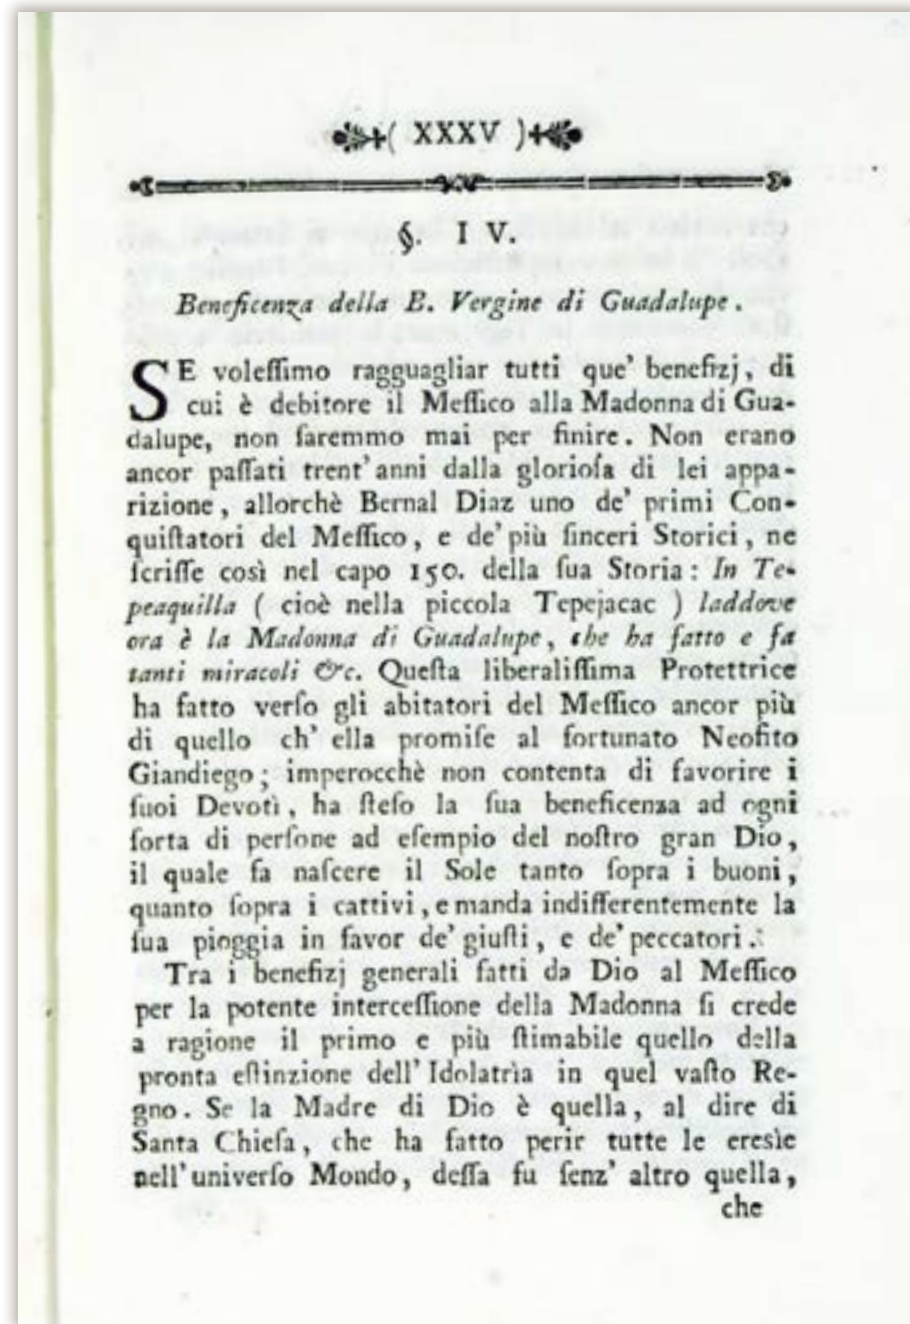 ( XXXV )
§. IV.
Beneficenza della B. Vergine di Guadalupe.
SE voleſſimo ragguagliar tutti que' benefizj, di
cui è debitore il Meſſico alla Madonna di Gua-
dalupe, non ſaremmo mai per finire. Non erano
ancor paſſati trent' anni dalla glorioſa di lei appa-
rizione, allorchè Bernal Diaz uno de' primi Con-
quiſtatori del Meſſico, e de' più ſinceri Storici, ne
ſcriſſe così nel capo 150. della ſua Storia: In Te-
peaquilla ( cioè nella piccola Tepejacac ) laddove
ora è la Madonna di Guadalupe, che ha fatto e fa
tanti miracoli &c. Queſta liberaliſſima Protettrice
ha fatto verſo gli abitatori del Meſſico ancor più
di quello ch' ella promiſe al fortunato Neofito
Giandiego; imperocchè non contenta di favorire i
ſuoi Devoti, ha ſteſo la ſua beneficenza ad ogni
ſorta di perſone ad eſempio del noſtro gran Dio,
il quale fa naſcere il Sole tanto ſopra i buoni,
quanto ſopra i cattivi, e manda indifferentemente la
ſua pioggia in favor de' giuſti, e de' peccatori.
Tra i benefizj generali fatti da Dio al Meſſico
per la potente interceſſione della Madonna ſi crede
a ragione il primo e più ſtimabile quello della
pronta eſtinzione dell' Idolatrìa in quel vaſto Re-
gno. Se la Madre di Dio è quella, al dire di
Santa Chieſa, che ha fatto perir tutte le ereſìe
nell' univerſo Mondo, deſſa fu ſenz' altro quella,
che